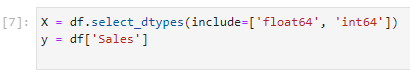 [7]: X = df.select_dtypes(include=['float64', 'int64'])
y = df['Sales']